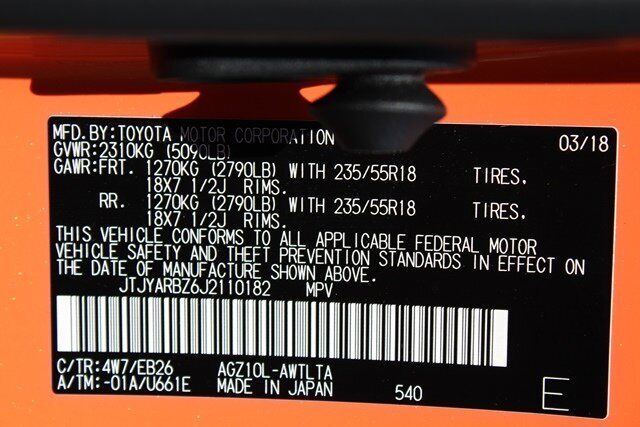 MFD.BY:TOYOTA MOTOR CORPORATION 03/18
GVWR:2310KG (5090LB)
GAWR:FRT. 1270KG (2790LB) WITH 235/55R18 TIRES.
18X7 1/2J RIMS.
RR. 1270KG (2790LB) WITH 235/55R18 TIRES.
18X7 1/2J RIMS.
THIS VEHICLE CONFORMS TO ALL APPLICABLE FEDERAL MOTOR
VEHICLE SAFETY AND THEFT PREVENTION STANDARDS IN EFFECT ON
THE DATE OF MANUFACTURE SHOWN ABOVE.
JTJYARBZ6J2110182 MPV
C/TR:4W7/EB26 AGZ10L-AWTLTA
A/TM:-01A/U661E MADE IN JAPAN 540 E